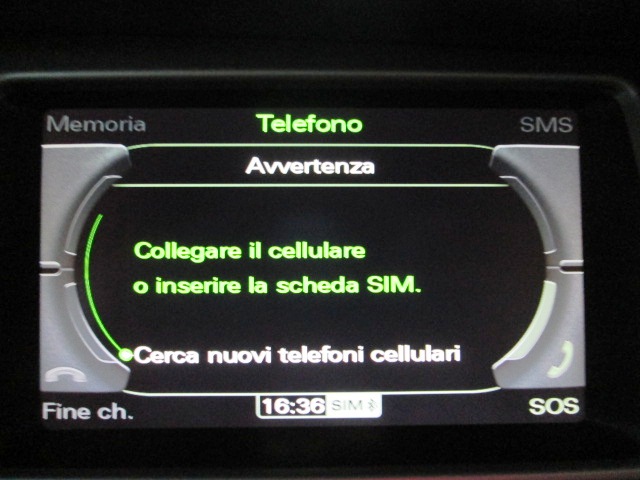 Memoria Telefono SMS
Avvertenza
Collegare il cellulare
o inserire la scheda SIM.
Cerca nuovi telefoni cellulari
Fine ch. 16:36 SIM SOS